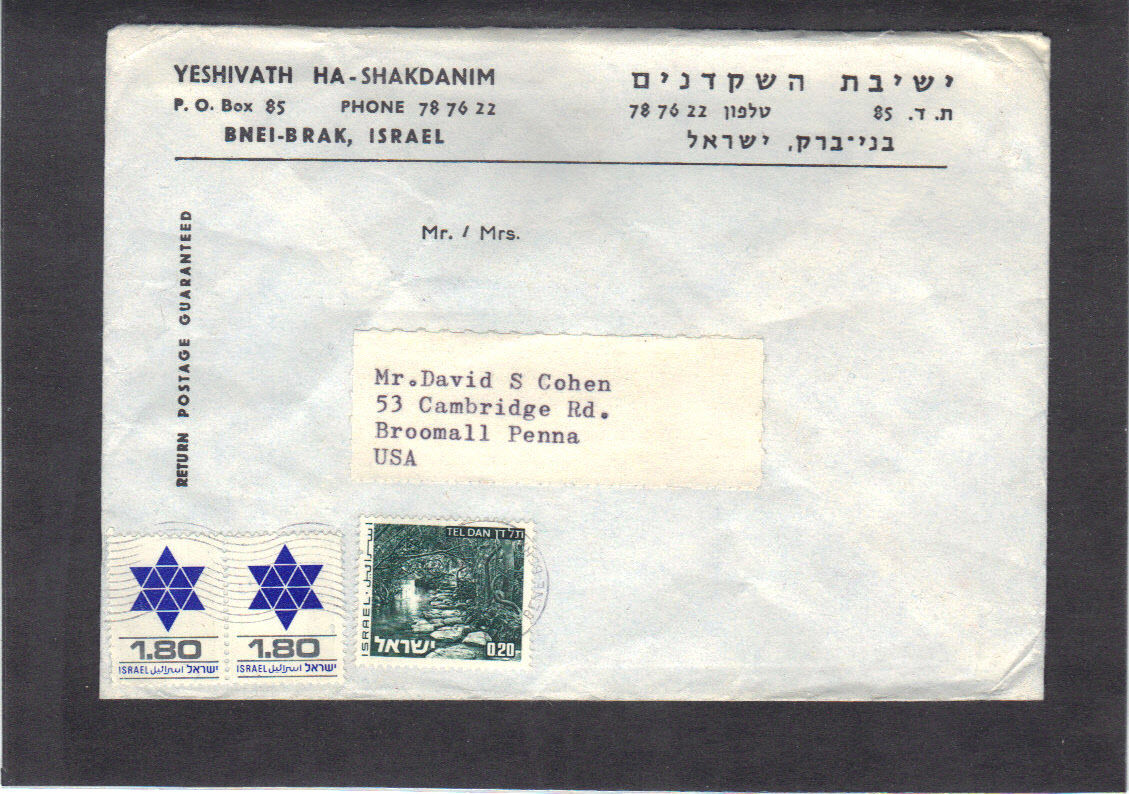 YESHIVATH HA-SHAKDANIM
P. O. Box 85 PHONE 78 76 22
BNEI-BRAK, ISRAEL
ישיבת השקדנים
ת. ד. 85 טלפון 78 76 22
בני־ברק, ישראל
RETURN POSTAGE GUARANTEED
Mr. / Mrs.
Mr.David S Cohen
53 Cambridge Rd.
Broomall Penna
USA
1.80
ISRAEL اسرائيل ישראל
1.80
ISRAEL اسرائيل ישראל
TEL DAN תל דן
ISRAEL اسرائيل
ישראל 0.20